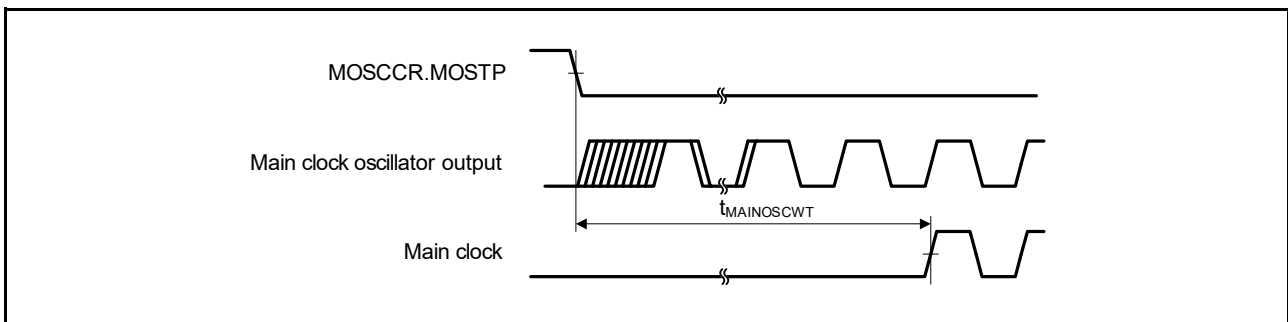 MOSCCR.MOSTP
Main clock oscillator output
tMAINOSCWT
Main clock